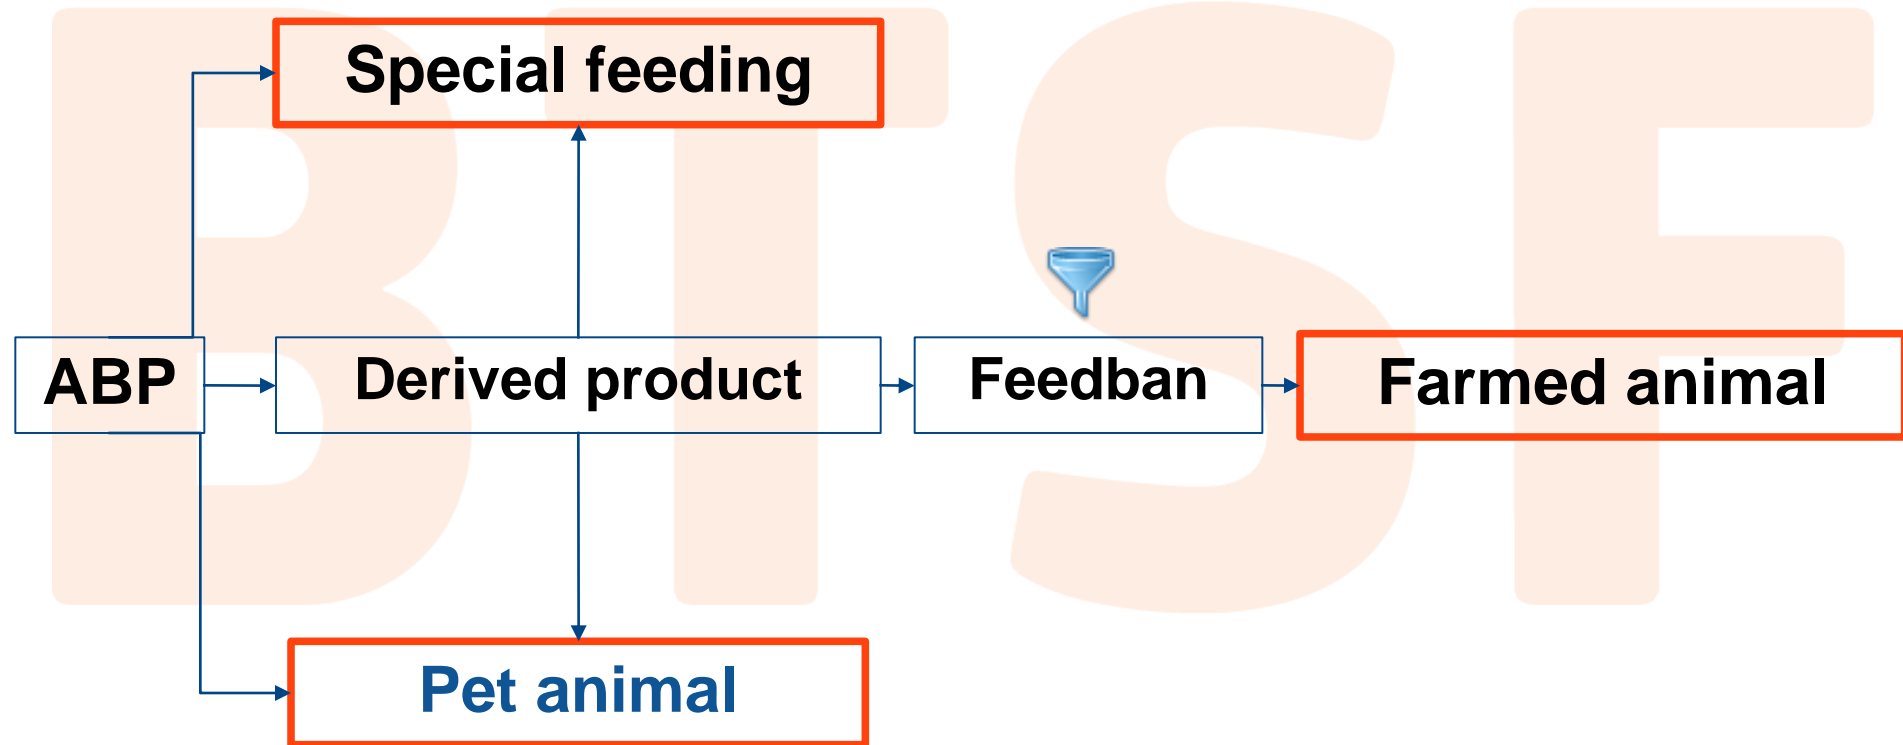 BTSF
Special feeding
ABP
Derived product
Feedban
Farmed animal
Pet animal